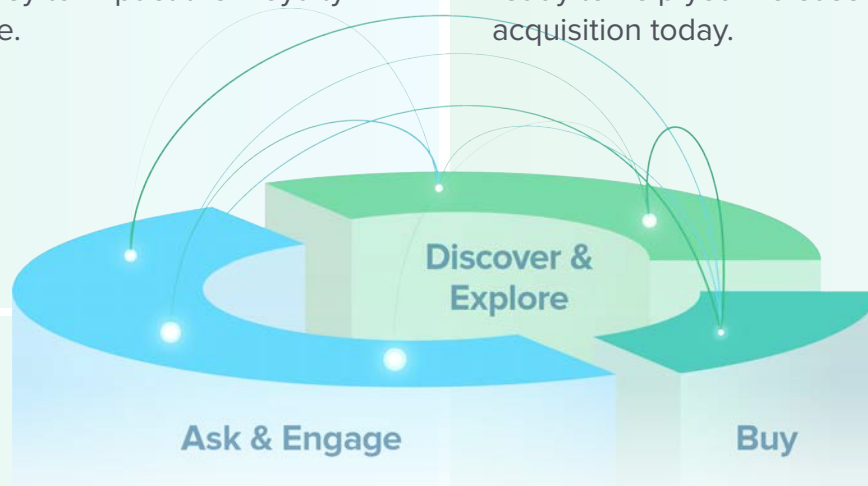 e.
acquisition today.
Discover &
Explore
Ask & Engage
Buy